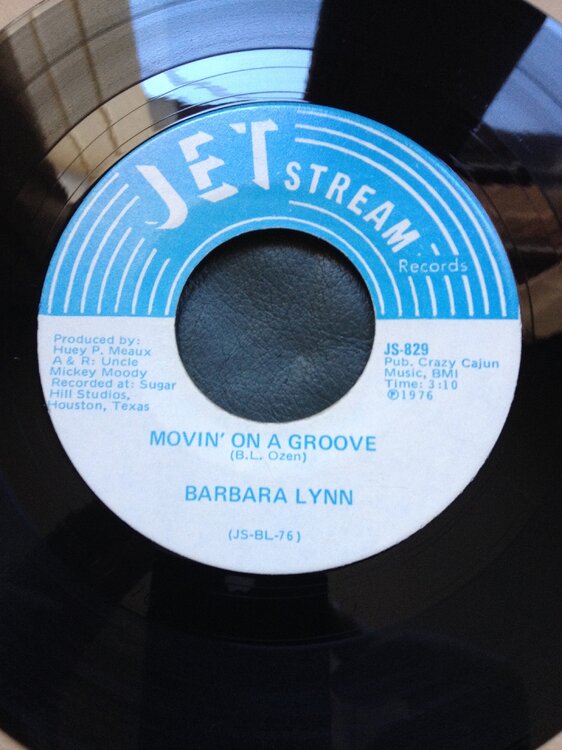 JET STREAM
Records
Produced by:
Huey P. Meaux
A & R: Uncle
Mickey Moody
Recorded at: Sugar
Hill Studios,
Houston, Texas
JS-829
Pub. Crazy Cajun
Music, BMI
Time: 3:10
℗1976
MOVIN' ON A GROOVE
(B.L. Ozen)
BARBARA LYNN
(JS-BL-76)